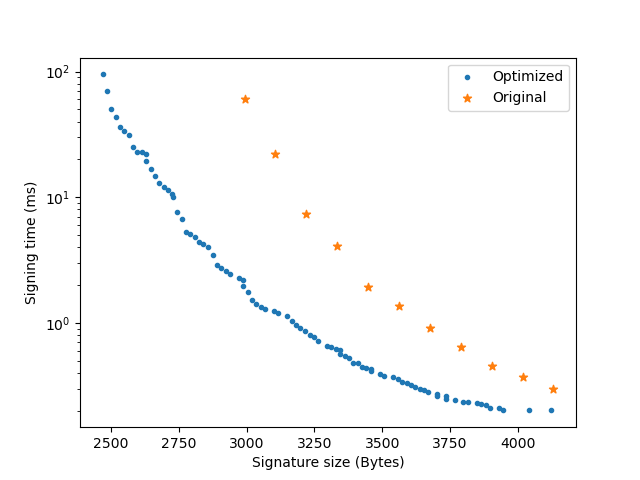 Optimized
Original
10²
10¹
10⁰
Signing time (ms)
2500 2750 3000 3250 3500 3750 4000
Signature size (Bytes)